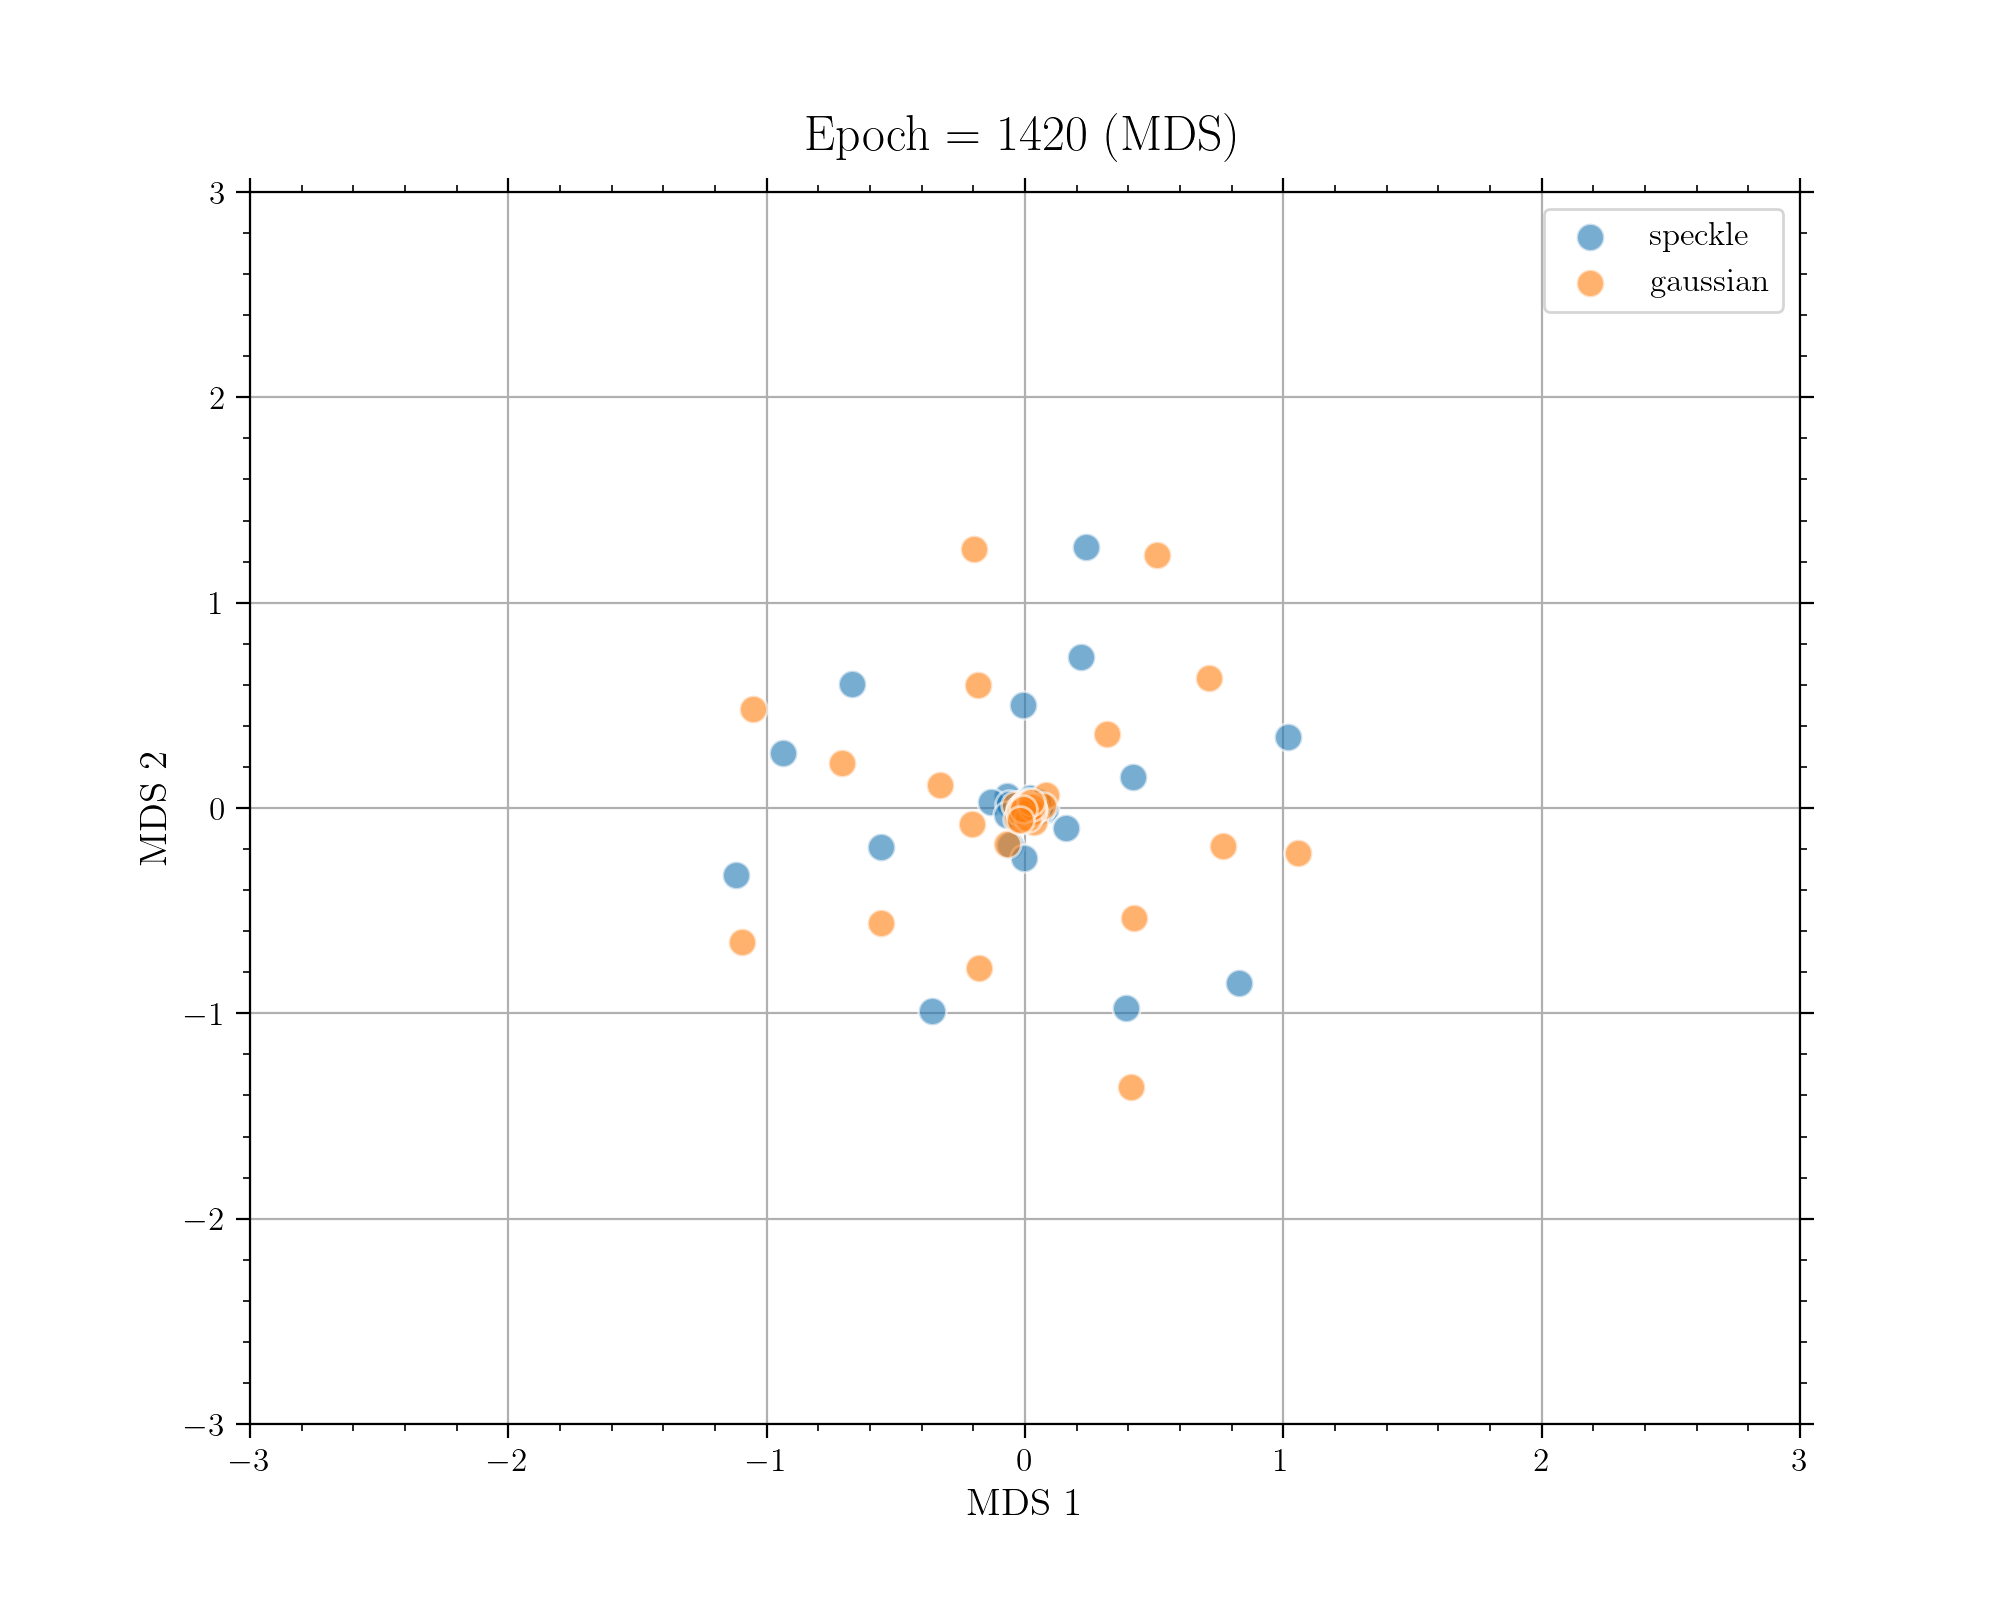 Epoch = 1420 (MDS)
3
2
1
0
−1
−2
−3
MDS 2
speckle
gaussian
−3 −2 −1 0 1 2 3
MDS 1